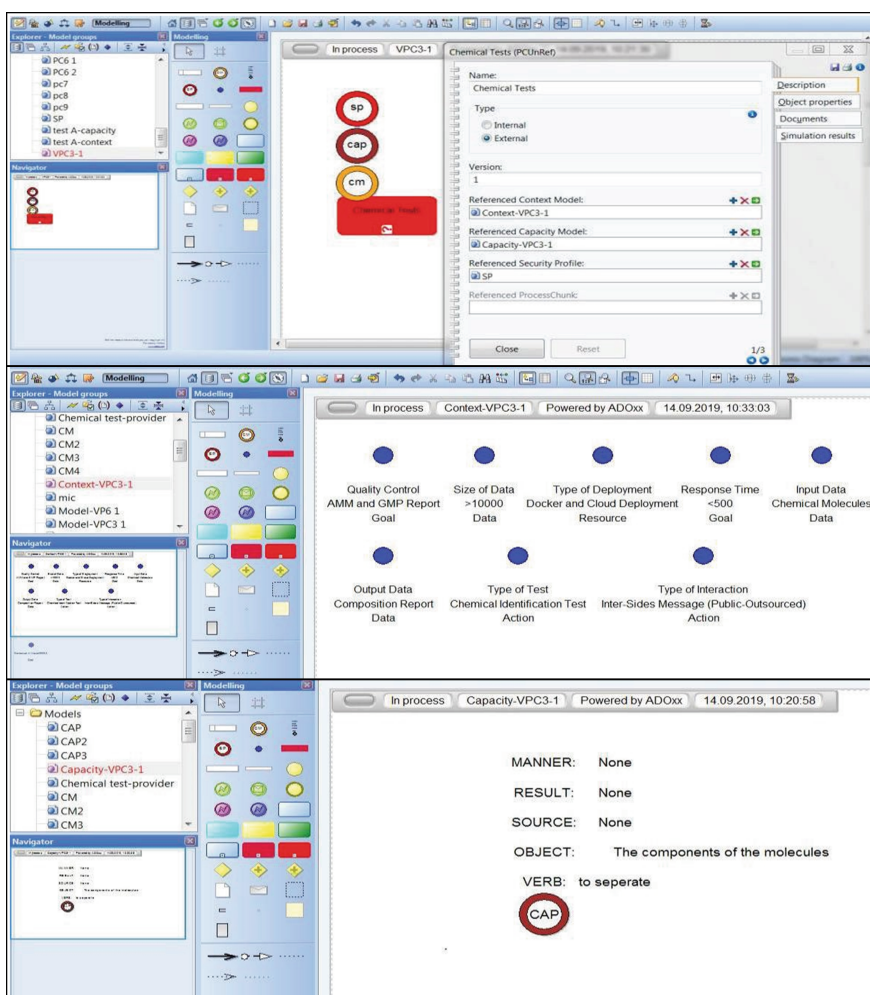 Modelling
Explorer - Model groups
Modelling
PC6 1
PC6 2
pc7
pc8
pc9
SP
test A-capacity
test A-context
VPC3-1
Navigator
In process
VPC3-1
sp
cap
cm
Chemical Tests
Chemical Tests (PCUnRef)
Name:
Chemical Tests
Type
Internal
External
Version:
1
Referenced Context Model:
Context-VPC3-1
Referenced Capacity Model:
Capacity-VPC3-1
Referenced Security Profile:
SP
Referenced ProcessChunk:
Close
Reset
1/3
Description
Object properties
Documents
Simulation results
Modelling
Explorer - Model groups
Modelling
Chemical test-provider
CM
CM2
CM3
CM4
Context-VPC3-1
mic
Model-VP6 1
Model-VPC3 1
Navigator
In process
Context-VPC3-1
Powered by ADOxx
14.09.2019, 10:33:03
Quality Control
AMM and GMP Report
Goal
Size of Data
>10000
Data
Type of Deployment
Docker and Cloud Deployment
Resource
Response Time
<500
Goal
Input Data
Chemical Molecules
Data
Output Data
Composition Report
Data
Type of Test
Chemical Identification Test
Action
Type of Interaction
Inter-Sides Message (Public-Outsourced)
Action
Explorer - Model groups
Modelling
Models
CAP
CAP2
CAP3
Capacity-VPC3-1
Chemical test-provider
CM
CM2
CM3
Navigator
In process
Capacity-VPC3-1
Powered by ADOxx
14.09.2019, 10:20:58
MANNER: None
RESULT: None
SOURCE: None
OBJECT: The components of the molecules
VERB: to seperate
CAP